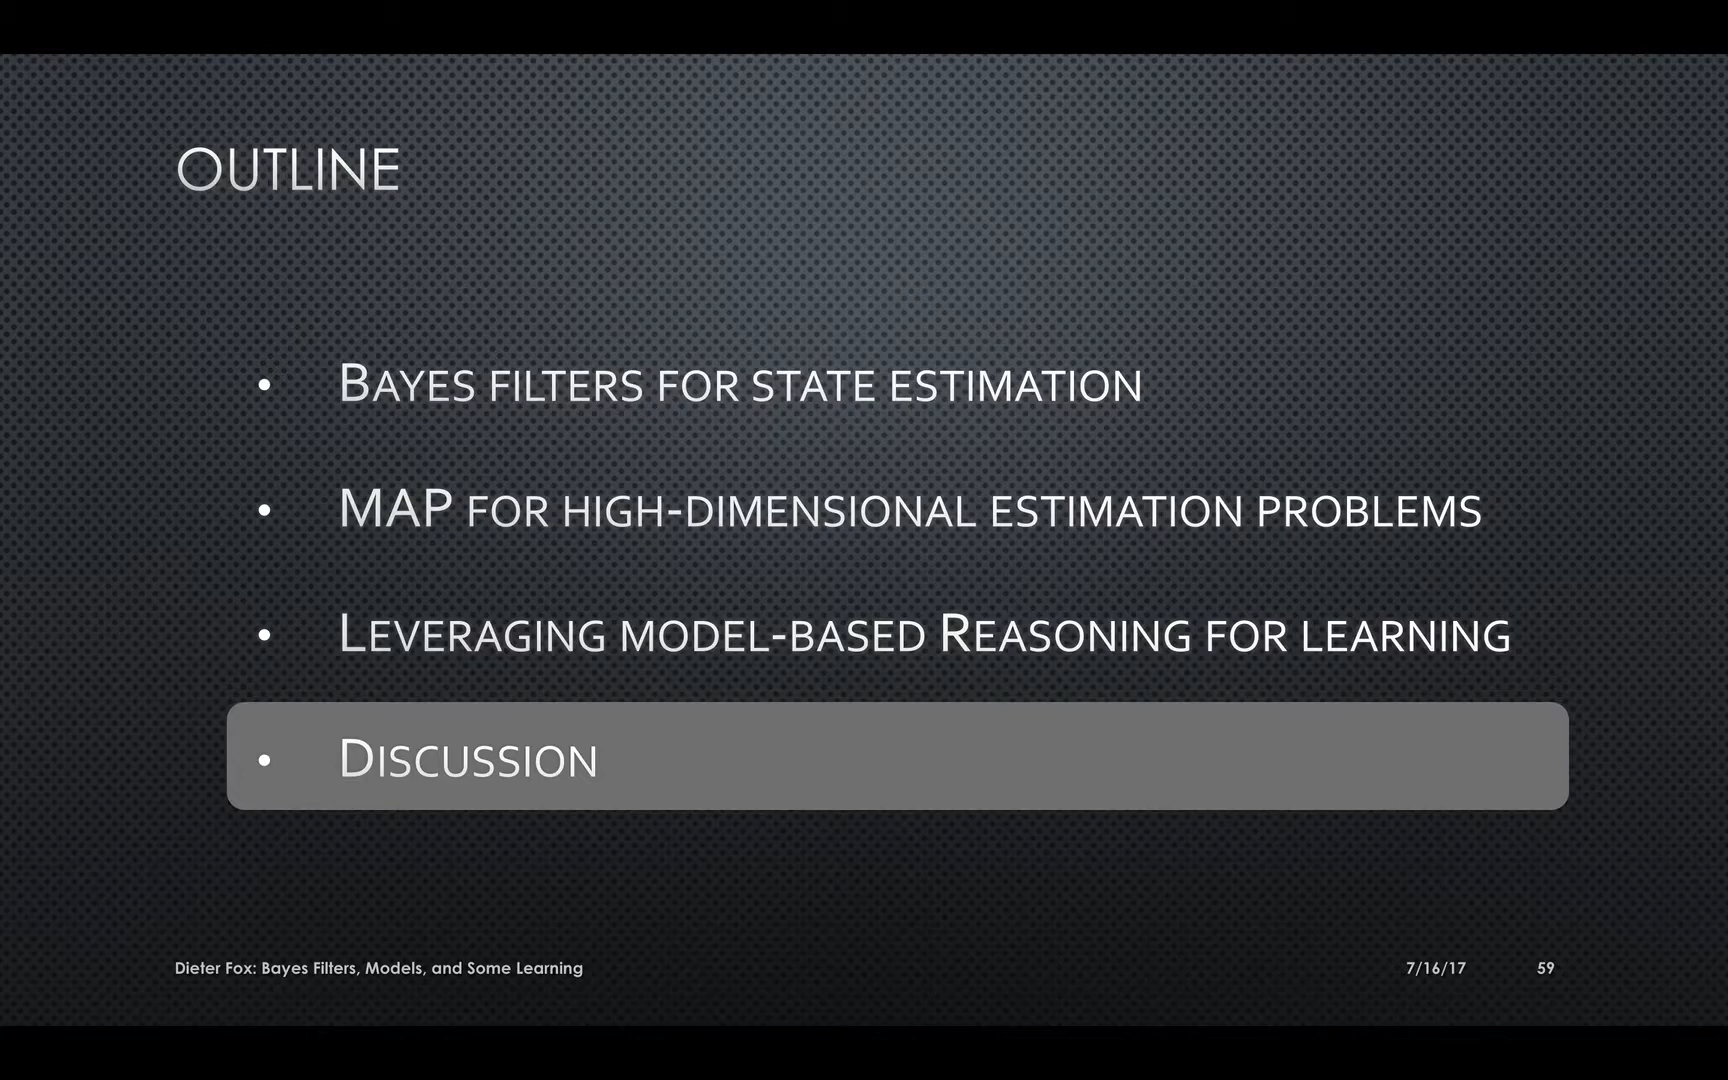 OUTLINE
• BAYES FILTERS FOR STATE ESTIMATION
• MAP FOR HIGH-DIMENSIONAL ESTIMATION PROBLEMS
• LEVERAGING MODEL-BASED REASONING FOR LEARNING
• DISCUSSION
Dieter Fox: Bayes Filters, Models, and Some Learning 7/16/17 59